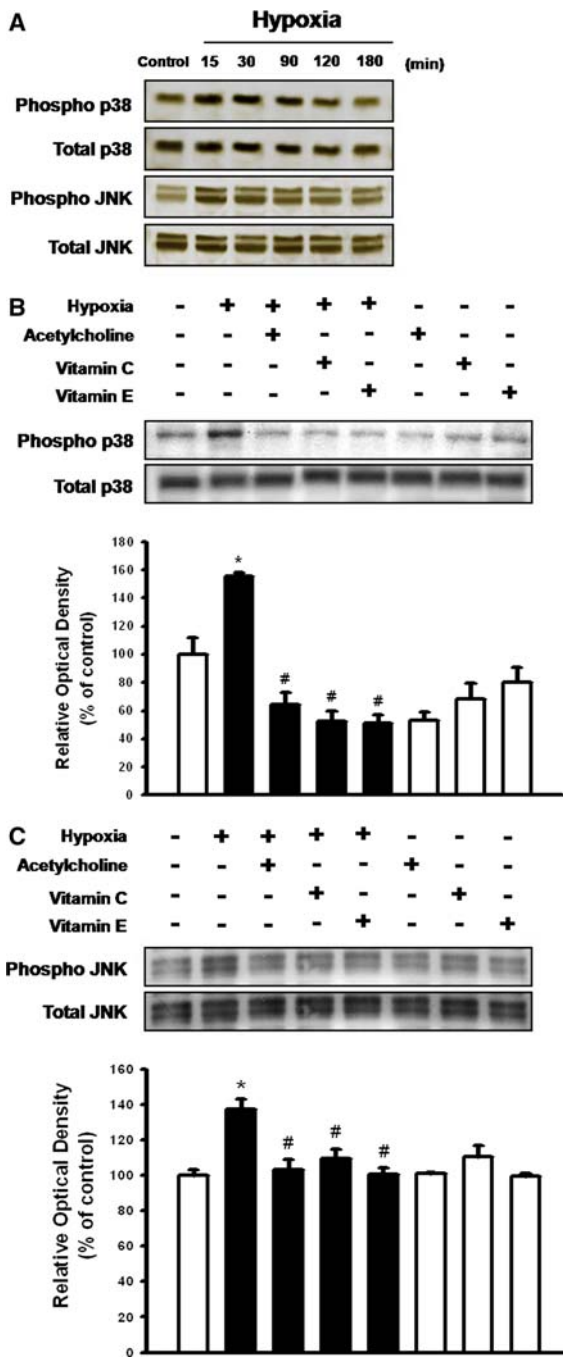 A
Hypoxia
Control 15 30 90 120 180 (min)
Phospho p38
Total p38
Phospho JNK
Total JNK
B
Hypoxia - + + + + - - -
Acetylcholine - - + - - + - -
Vitamin C - - - + - - + -
Vitamin E - - - - + - - +
Phospho p38
Total p38
Relative Optical Density
(% of control)
180
160
140
120
100
80
60
40
20
0
*
# # #
C
Hypoxia - + + + + - - -
Acetylcholine - - + - - + - -
Vitamin C - - - + - - + -
Vitamin E - - - - + - - +
Phospho JNK
Total JNK
Relative Optical Density
(% of control)
160
140
120
100
80
60
40
20
0
*
# # #